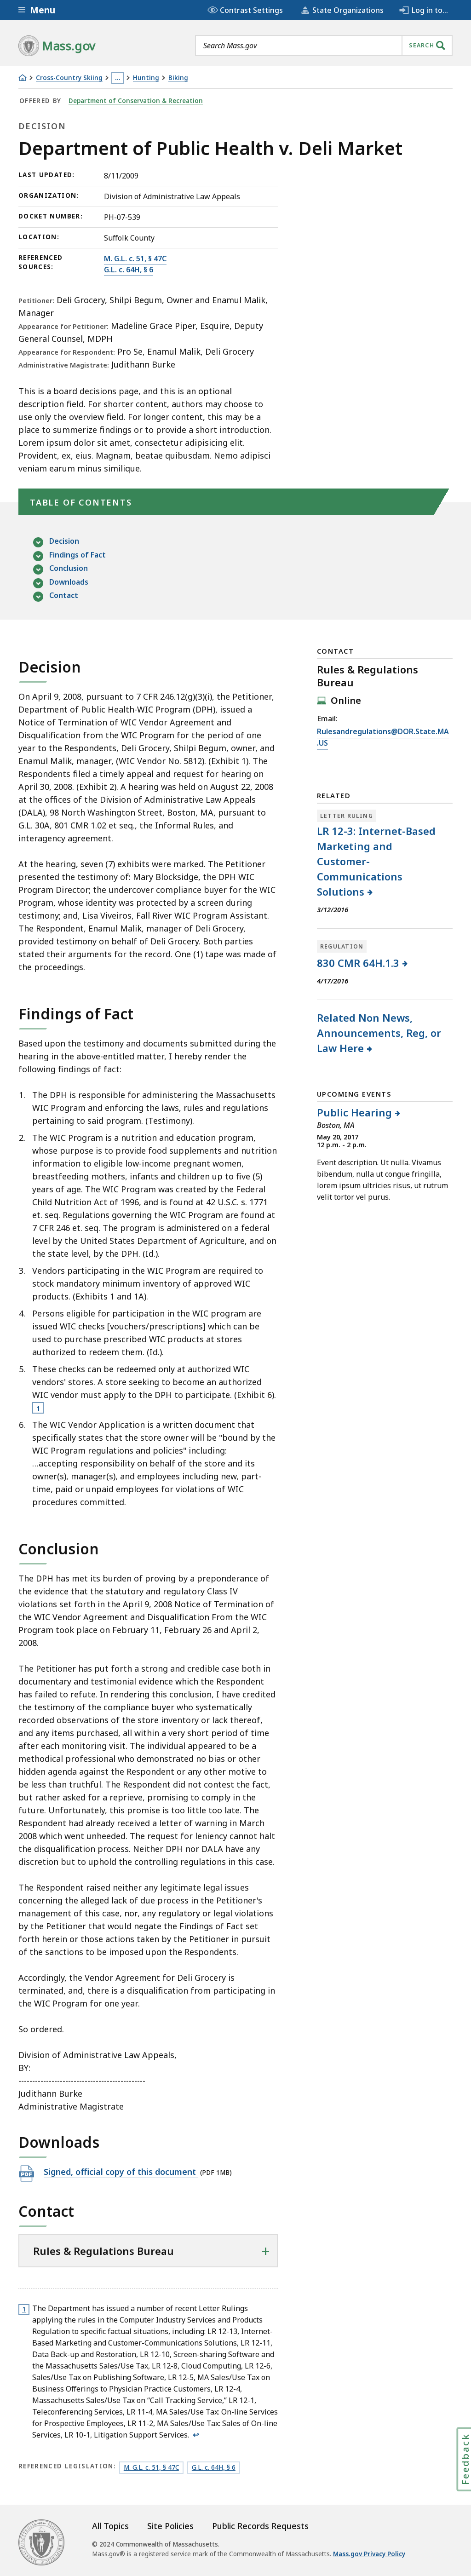 Menu
Contrast Settings
State Organizations
Log in to...
Mass.gov
Search Mass.gov
SEARCH
Cross-Country Skiing
...
Hunting
Biking
OFFERED BY Department of Conservation & Recreation
DECISION
Department of Public Health v. Deli Market
LAST UPDATED: 8/11/2009
ORGANIZATION: Division of Administrative Law Appeals
DOCKET NUMBER: PH-07-539
LOCATION: Suffolk County
REFERENCED SOURCES:
M. G.L. c. 51, § 47C
G.L. c. 64H, § 6
Petitioner: Deli Grocery, Shilpi Begum, Owner and Enamul Malik,
Manager
Appearance for Petitioner: Madeline Grace Piper, Esquire, Deputy
General Counsel, MDPH
Appearance for Respondent: Pro Se, Enamul Malik, Deli Grocery
Administrative Magistrate: Judithann Burke
This is a board decisions page, and this is an optional
description field. For shorter content, authors may choose to
use only the overview field. For longer content, this may be a
place to summerize findings or to provide a short introduction.
Lorem ipsum dolor sit amet, consectetur adipisicing elit.
Provident, ex, eius. Magnam, beatae quibusdam. Nemo adipisci
veniam earum minus similique.
TABLE OF CONTENTS
Decision
Findings of Fact
Conclusion
Downloads
Contact
Decision
On April 9, 2008, pursuant to 7 CFR 246.12(g)(3)(i), the Petitioner,
Department of Public Health-WIC Program (DPH), issued a
Notice of Termination of WIC Vendor Agreement and
Disqualification from the WIC Program for the period of one
year to the Respondents, Deli Grocery, Shilpi Begum, owner, and
Enamul Malik, manager, (WIC Vendor No. 5812). (Exhibit 1). The
Respondents filed a timely appeal and request for hearing on
April 30, 2008. (Exhibit 2). A hearing was held on August 22, 2008
at the offices of the Division of Administrative Law Appeals
(DALA), 98 North Washington Street, Boston, MA, pursuant to
G.L. 30A, 801 CMR 1.02 et seq., the Informal Rules, and
interagency agreement.
At the hearing, seven (7) exhibits were marked. The Petitioner
presented the testimony of: Mary Blocksidge, the DPH WIC
Program Director; the undercover compliance buyer for the WIC
Program, whose identity was protected by a screen during
testimony; and, Lisa Viveiros, Fall River WIC Program Assistant.
The Respondent, Enamul Malik, manager of Deli Grocery,
provided testimony on behalf of Deli Grocery. Both parties
stated their arguments for the record. One (1) tape was made of
the proceedings.
Findings of Fact
Based upon the testimony and documents submitted during the
hearing in the above-entitled matter, I hereby render the
following findings of fact:
1. The DPH is responsible for administering the Massachusetts
WIC Program and enforcing the laws, rules and regulations
pertaining to said program. (Testimony).
2. The WIC Program is a nutrition and education program,
whose purpose is to provide food supplements and nutrition
information to eligible low-income pregnant women,
breastfeeding mothers, infants and children up to five (5)
years of age. The WIC Program was created by the Federal
Child Nutrition Act of 1996, and is found at 42 U.S.C. s. 1771
et. seq. Regulations governing the WIC Program are found at
7 CFR 246 et. seq. The program is administered on a federal
level by the United States Department of Agriculture, and on
the state level, by the DPH. (Id.).
3. Vendors participating in the WIC Program are required to
stock mandatory minimum inventory of approved WIC
products. (Exhibits 1 and 1A).
4. Persons eligible for participation in the WIC program are
issued WIC checks [vouchers/prescriptions] which can be
used to purchase prescribed WIC products at stores
authorized to redeem them. (Id.).
5. These checks can be redeemed only at authorized WIC
vendors' stores. A store seeking to become an authorized
WIC vendor must apply to the DPH to participate. (Exhibit 6).
1
6. The WIC Vendor Application is a written document that
specifically states that the store owner will be "bound by the
WIC Program regulations and policies" including:
...accepting responsibility on behalf of the store and its
owner(s), manager(s), and employees including new, part-
time, paid or unpaid employees for violations of WIC
procedures committed.
Conclusion
The DPH has met its burden of proving by a preponderance of
the evidence that the statutory and regulatory Class IV
violations set forth in the April 9, 2008 Notice of Termination of
the WIC Vendor Agreement and Disqualification From the WIC
Program took place on February 11, February 26 and April 2,
2008.
The Petitioner has put forth a strong and credible case both in
documentary and testimonial evidence which the Respondent
has failed to refute. In rendering this conclusion, I have credited
the testimony of the compliance buyer who systematically
recorded observations of the store inventory or lack thereof,
and any items purchased, all within a very short period of time
after each monitoring visit. The individual appeared to be a
methodical professional who demonstrated no bias or other
hidden agenda against the Respondent or any other authorized
vendor for that matter, or any other ulterior motive to
be less than truthful. The Respondent did not contest the fact,
but rather asked for a reprieve, promising to comply in the
future. Unfortunately, this promise is too little too late. The
Respondent had already received a letter of warning in March
2008 which went unheeded. The request for leniency cannot halt
the disqualification process. Neither DPH nor DALA have any
discretion but to uphold the controlling regulations in this case.
The Respondent raised neither any legitimate contentions
concerning the alleged lack of due process in the Petitioner's
management of this case, nor, any regulatory or legal violations
by the Petitioner that would negate the Findings of Fact set
forth herein or those actions taken by the Petitioner in pursuit
of the sanctions to be imposed upon the Respondents.
Accordingly, the Vendor Agreement for Deli Grocery is
terminated, and, there is a disqualification from participating in
the WIC Program for one year.
So ordered.
Division of Administrative Law Appeals,
BY:
----------------------------------------------
Judithann Burke
Administrative Magistrate
Downloads
PDF
Signed, official copy of this document (PDF 1MB)
Contact
Rules & Regulations Bureau
CONTACT
Rules & Regulations
Bureau
Online
Email:
Rulesandregulations@DOR.State.MA
.US
RELATED
LETTER RULING
LR 12-3: Internet-Based
Marketing and
Customer-
Communications
Solutions
3/12/2016
REGULATION
830 CMR 64H.1.3
4/17/2016
Related Non News,
Announcements, Reg, or
Law Here
UPCOMING EVENTS
Public Hearing
Boston, MA
May 20, 2017
12 p.m. - 2 p.m.
Event description. Ut nulla. Vivamus
bibendum, nulla ut congue fringilla,
lorem ipsum ultricies risus, ut rutrum
velit tortor vel purus.
1 The Department has issued a number of recent Letter Rulings
applying the rules in the Computer Industry Services and Products
Regulation to specific factual situations, including: LR 12-13, Internet-
Based Marketing and Customer-Communications Solutions, LR 12-11,
Data Back-up and Restoration, LR 12-10, Screen-sharing Software and
the Massachusetts Sales/Use Tax, LR 12-8, Cloud Computing, LR 12-6,
Sales/Use Tax on Publishing Software, LR 12-5, MA Sales/Use Tax on
Business Offerings to Physician Practice Customers, LR 12-4,
Massachusetts Sales/Use Tax on “Call Tracking Service,” LR 12-1,
Teleconferencing Services, LR 11-4, MA Sales/Use Tax: On-line Services
for Prospective Employees, LR 11-2, MA Sales/Use Tax: Sales of On-line
Services, LR 10-1, Litigation Support Services. ↩
REFERENCED LEGISLATION: M. G.L. c. 51, § 47C G.L. c. 64H, § 6
Feedback
All Topics
Site Policies
Public Records Requests
© 2024 Commonwealth of Massachusetts.
Mass.gov® is a registered service mark of the Commonwealth of Massachusetts. Mass.gov Privacy Policy